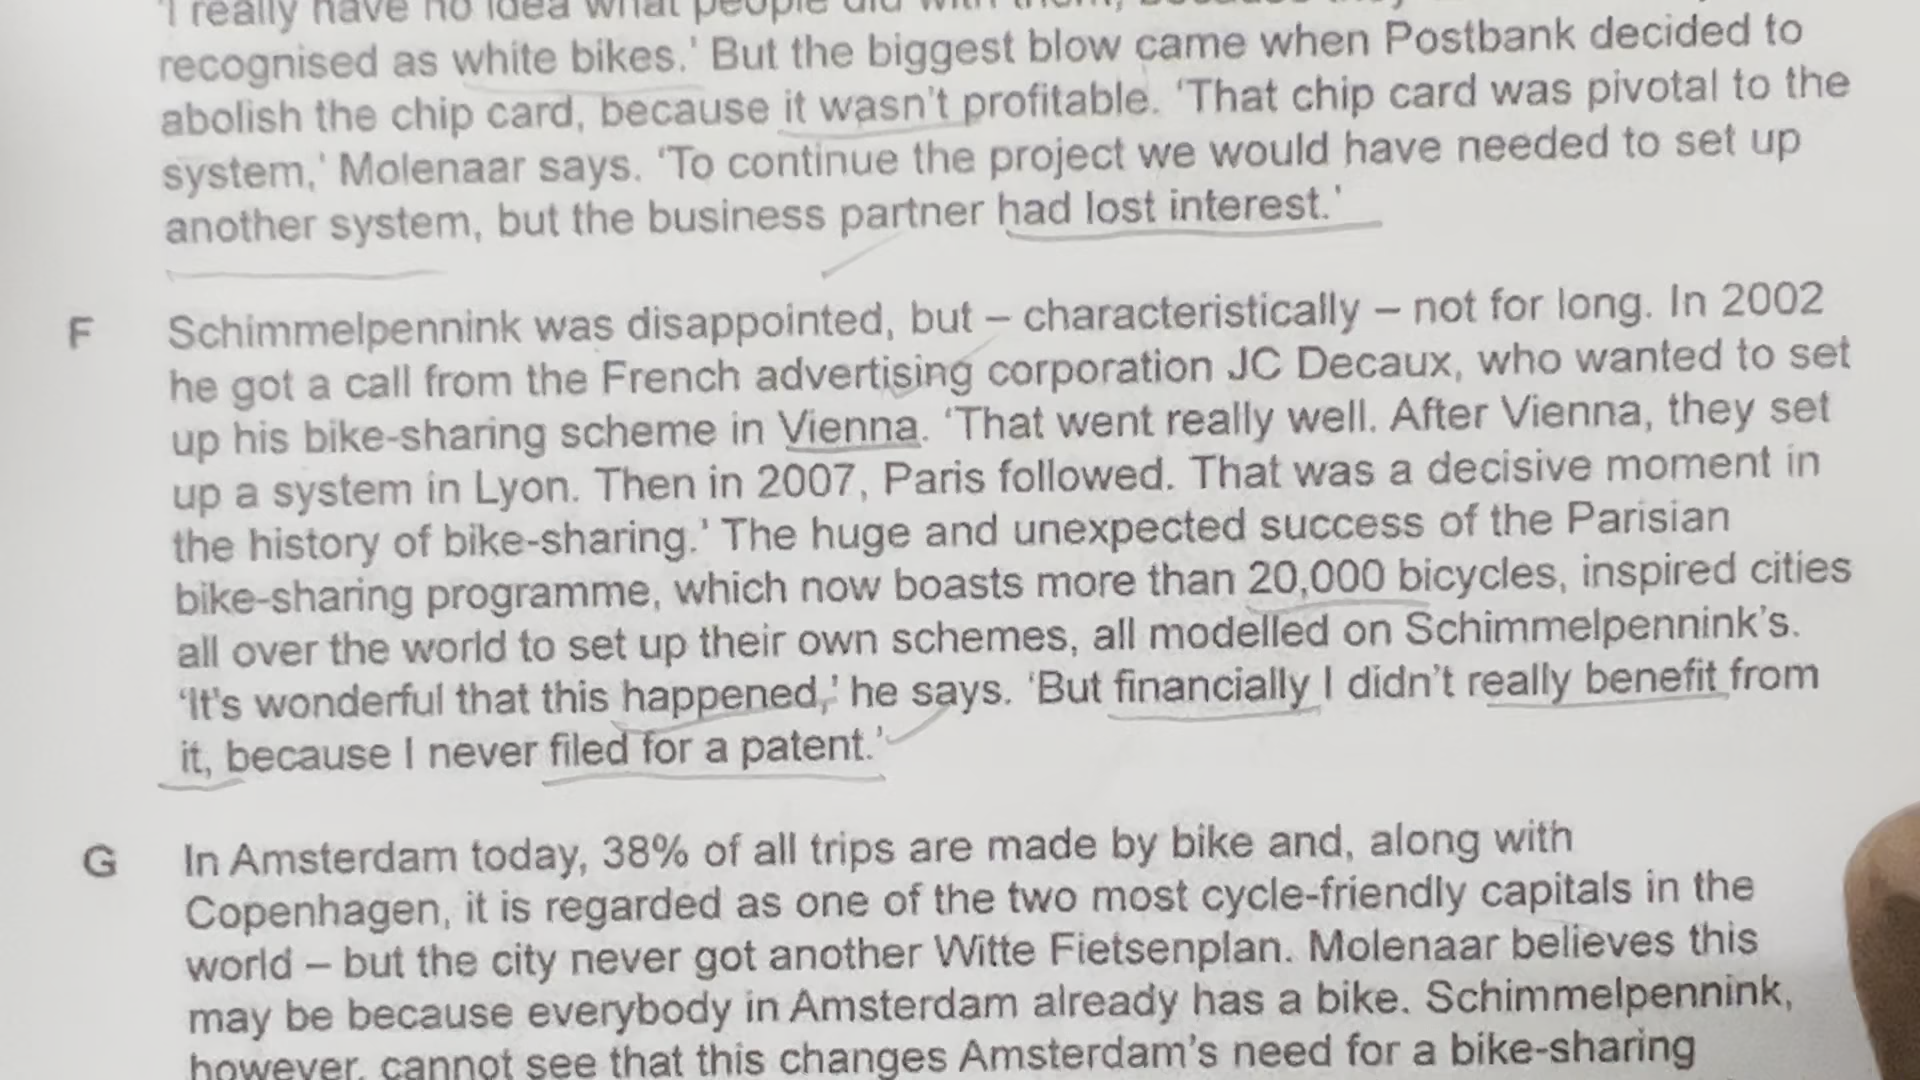 'I really have no idea what people did with them, because they
recognised as white bikes.' But the biggest blow came when Postbank decided to
abolish the chip card, because it wasn't profitable. 'That chip card was pivotal to the
system,' Molenaar says. 'To continue the project we would have needed to set up
another system, but the business partner had lost interest.'
F Schimmelpennink was disappointed, but – characteristically – not for long. In 2002
he got a call from the French advertising corporation JC Decaux, who wanted to set
up his bike-sharing scheme in Vienna. 'That went really well. After Vienna, they set
up a system in Lyon. Then in 2007, Paris followed. That was a decisive moment in
the history of bike-sharing.' The huge and unexpected success of the Parisian
bike-sharing programme, which now boasts more than 20,000 bicycles, inspired cities
all over the world to set up their own schemes, all modelled on Schimmelpennink's.
'It's wonderful that this happened,' he says. 'But financially I didn't really benefit from
it, because I never filed for a patent.'
G In Amsterdam today, 38% of all trips are made by bike and, along with
Copenhagen, it is regarded as one of the two most cycle-friendly capitals in the
world – but the city never got another Witte Fietsenplan. Molenaar believes this
may be because everybody in Amsterdam already has a bike. Schimmelpennink,
however, cannot see that this changes Amsterdam's need for a bike-sharing